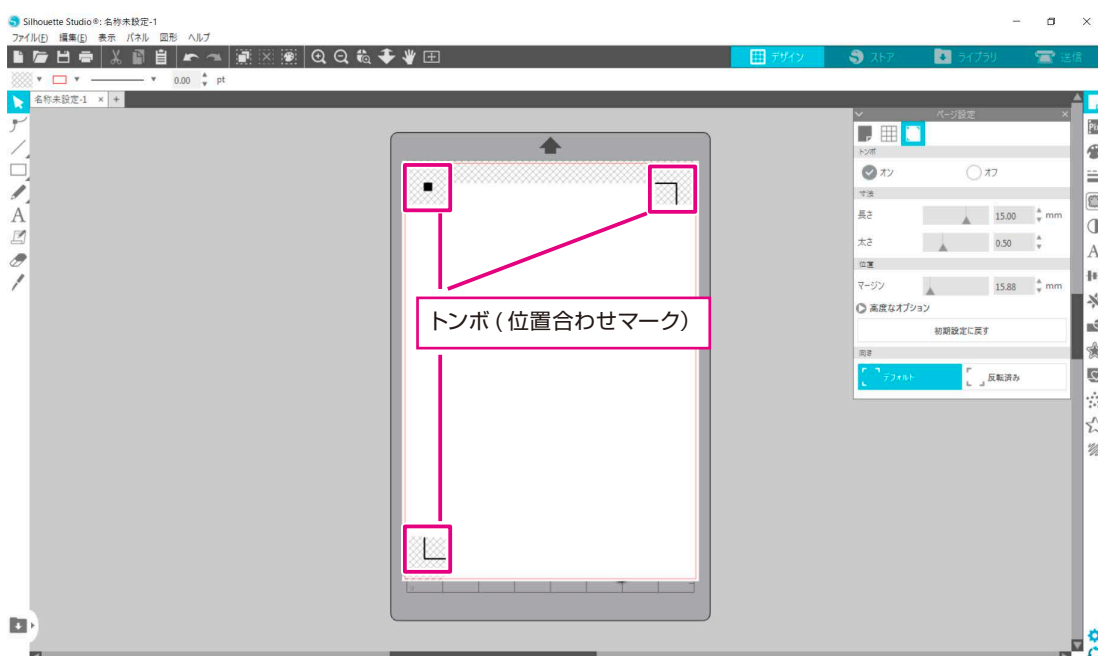 Silhouette Studio®: 名称未設定-1
ファイル(F) 編集(E) 表示 パネル 図形 ヘルプ
デザイン ストア ライブラリ 送信
0.00 pt
名称未設定-1
ページ設定
トンボ
オン オフ
寸法
長さ 15.00 mm
太さ 0.50
位置
マージン 15.88 mm
高度なオプション
初期設定に戻す
向き
デフォルト 反転済み
トンボ ( 位置合わせマーク)